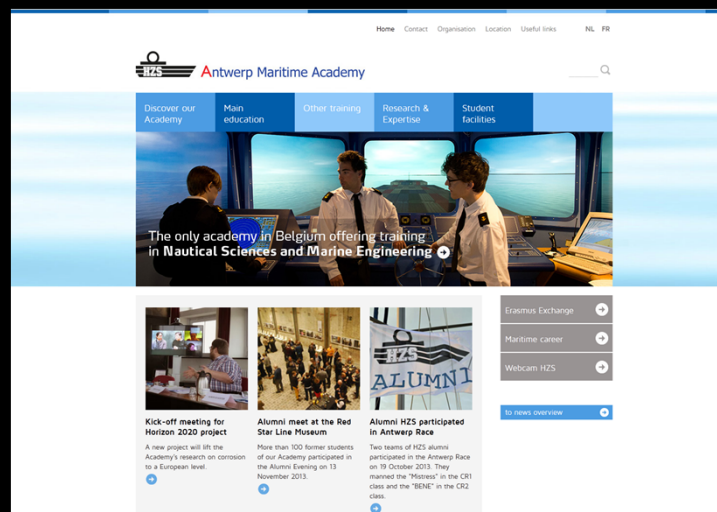 Home Contact Organisation Location Useful links NL FR
HZS Antwerp Maritime Academy
Discover our Academy
Main education
Other training
Research & Expertise
Student facilities
The only academy in Belgium offering training
in Nautical Sciences and Marine Engineering
HZS
ALUMNI
Kick-off meeting for
Horizon 2020 project
A new project will lift the
Academy's research on corrosion
to a European level.
Alumni meet at the Red
Star Line Museum
More than 100 former students
of our Academy participated in
the Alumni Evening on 13
November 2013.
Alumni HZS participated
in Antwerp Race
Two teams of HZS alumni
participated in the Antwerp Race
on 19 October 2013. They
manned the "Mistress" in the CR1
class and the "BENE" in the CR2
class.
Erasmus Exchange
Maritime career
Webcam HZS
to news overview